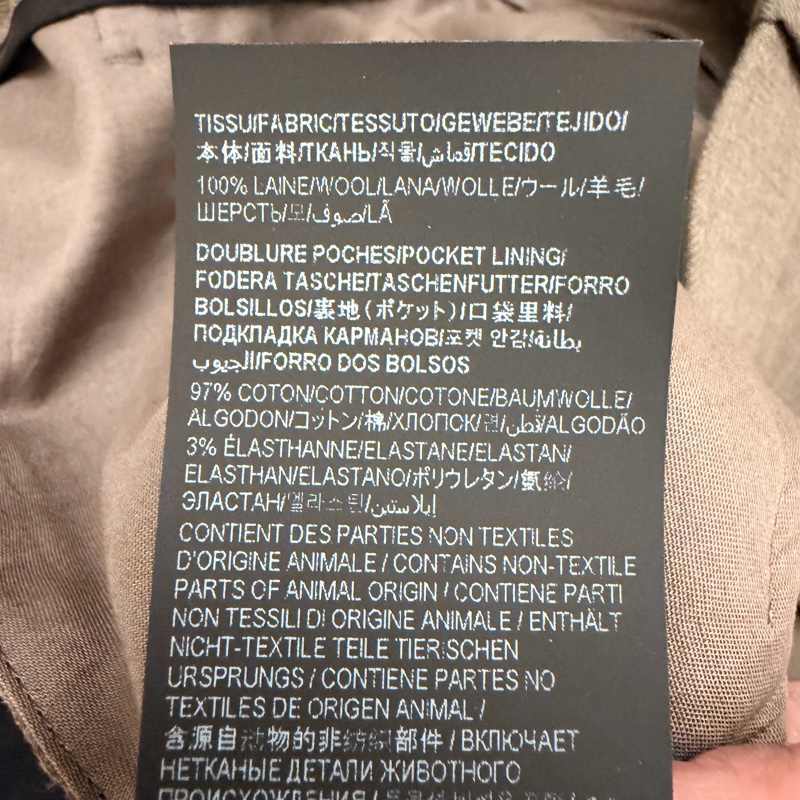 TISSU/FABRIC/TESSUTO/GEWEBE/TEJIDO/
本体/面料/ТКАНЬ/직물/قماش/TECIDO
100% LAINE/WOOL/LANA/WOLLE/ウール/羊毛/
ШЕРСТЬ/모/صوف/LÃ
DOUBLURE POCHES/POCKET LINING/
FODERA TASCHE/TASCHENFUTTER/FORRO
BOLSILLOS/裏地(ポケット)/口袋里料/
ПОДКЛАДКА КАРМАНОВ/포켓 안감/بطانة
الجيوب/FORRO DOS BOLSOS
97% COTON/COTTON/COTONE/BAUMWOLLE/
ALGODON/コットン/棉/ХЛОПОК/면/قطن/ALGODÃO
3% ÉLASTHANNE/ELASTANE/ELASTAN/
ELASTHAN/ELASTANO/ポリウレタン/氨纶/
ЭЛАСТАН/엘라스틴/إيلاستين
CONTIENT DES PARTIES NON TEXTILES
D'ORIGINE ANIMALE / CONTAINS NON-TEXTILE
PARTS OF ANIMAL ORIGIN / CONTIENE PARTI
NON TESSILI DI ORIGINE ANIMALE / ENTHÄLT
NICHT-TEXTILE TEILE TIERISCHEN
URSPRUNGS / CONTIENE PARTES NO
TEXTILES DE ORIGEN ANIMAL /
含源自动物的非纺织部件 / ВКЛЮЧАЕТ
НЕТКАНЫЕ ДЕТАЛИ ЖИВОТНОГО
ПРОИСХОЖДЕНИЯ /